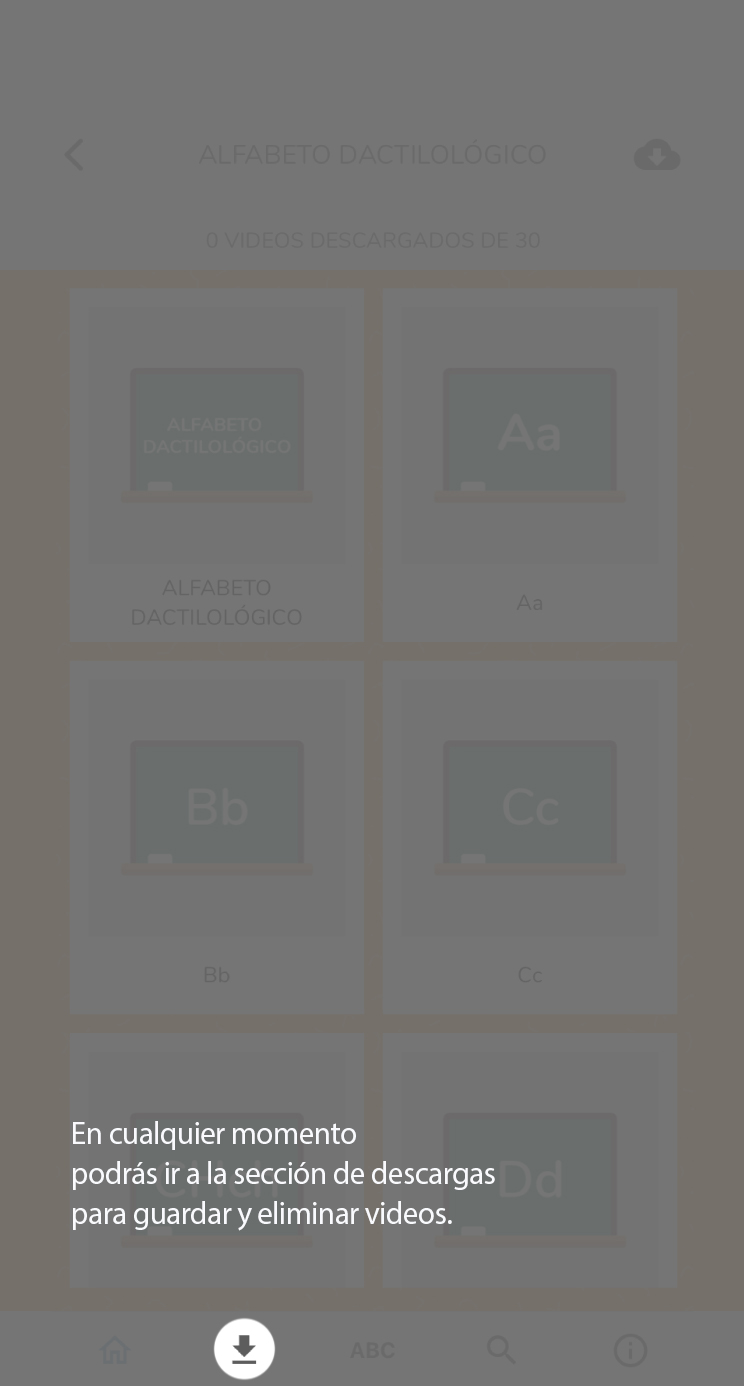 ALFABETO DACTILOLÓGICO
0 VIDEOS DESCARGADOS DE 30
ALFABETO
DACTILOLÓGICO
Aa
ALFABETO
DACTILOLÓGICO
Aa
Bb
Cc
Bb
Cc
CHch
Dd
En cualquier momento
podrás ir a la sección de descargas
para guardar y eliminar videos.
ABC